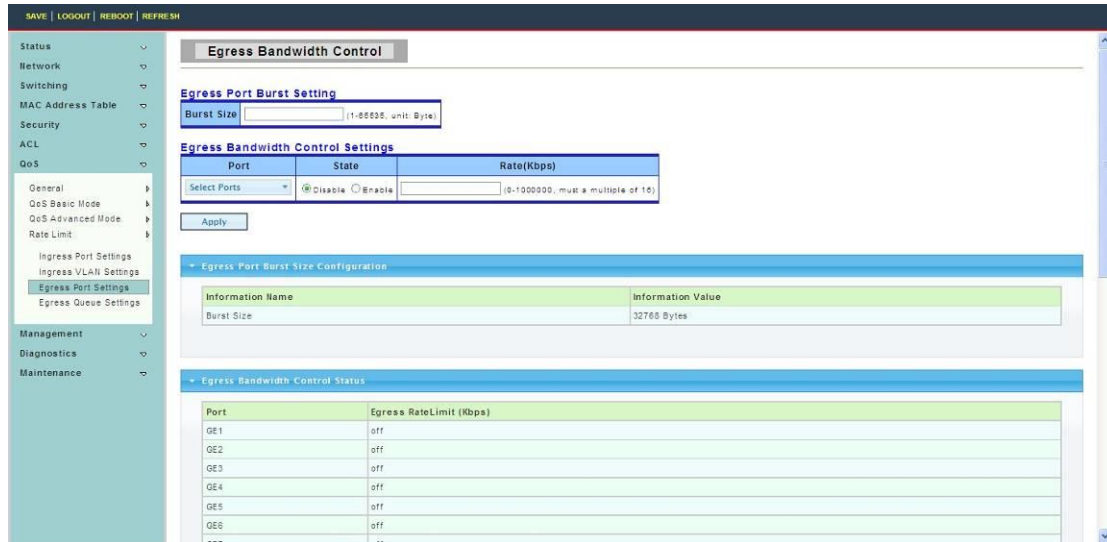 SAVE | LOGOUT | REBOOT | REFRESH
Status
Network
Switching
MAC Address Table
Security
ACL
QoS
General
QoS Basic Mode
QoS Advanced Mode
Rate Limit
Ingress Port Settings
Ingress VLAN Settings
Egress Port Settings
Egress Queue Settings
Management
Diagnostics
Maintenance
Egress Bandwidth Control
Egress Port Burst Setting
Burst Size (1-65535, unit: Byte)
Egress Bandwidth Control Settings
Port State Rate(Kbps)
Select Ports Disable Enable (0-1000000, must a multiple of 16)
Apply
Egress Port Burst Size Configuration
Information Name Information Value
Burst Size 32768 Bytes
Egress Bandwidth Control Status
Port Egress RateLimit (Kbps)
GE1 off
GE2 off
GE3 off
GE4 off
GE5 off
GE6 off